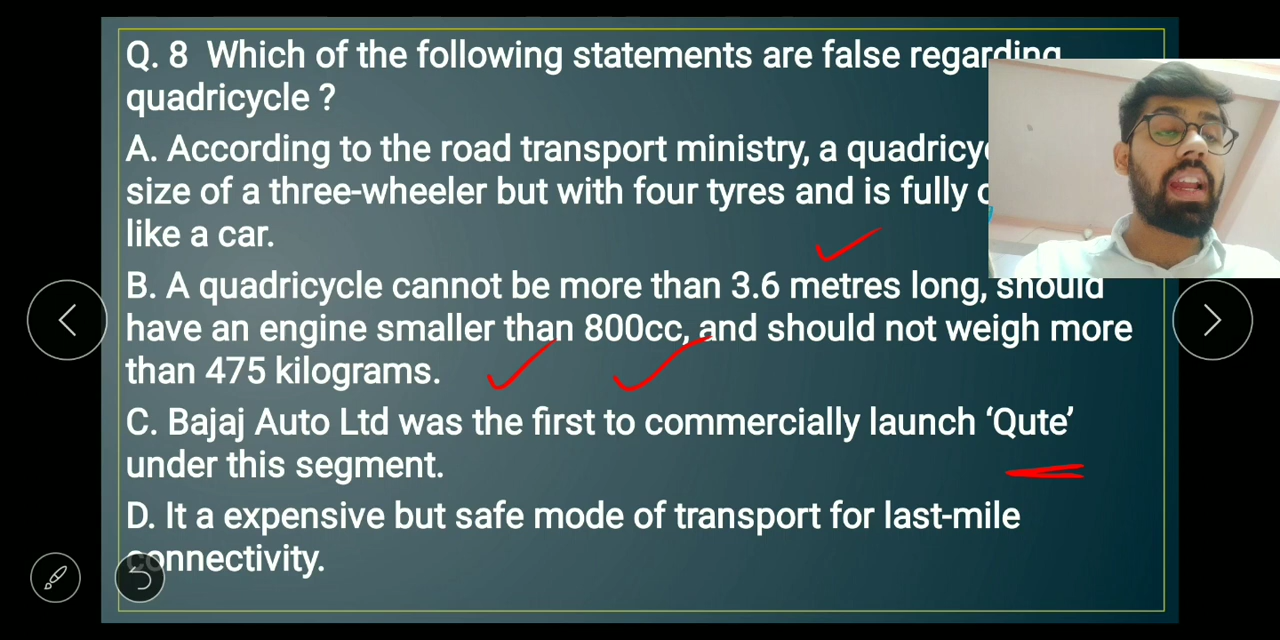 Q. 8 Which of the following statements are false regarding
quadricycle ?
A. According to the road transport ministry, a
size of a three-wheeler but with four tyres and is fully
like a car.
B. A quadricycle cannot be more than 3.6 metres long, should
have an engine smaller than 800cc, and should not weigh more
than 475 kilograms.
C. Bajaj Auto Ltd was the first to commercially launch ‘Qute’
under this segment.
D. It a expensive but safe mode of transport for last-mile
connectivity.